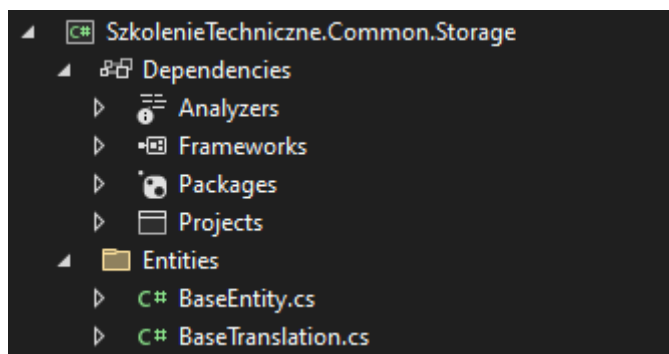 C# SzkolenieTechniczne.Common.Storage
Dependencies
Analyzers
Frameworks
Packages
Projects
Entities
C# BaseEntity.cs
C# BaseTranslation.cs